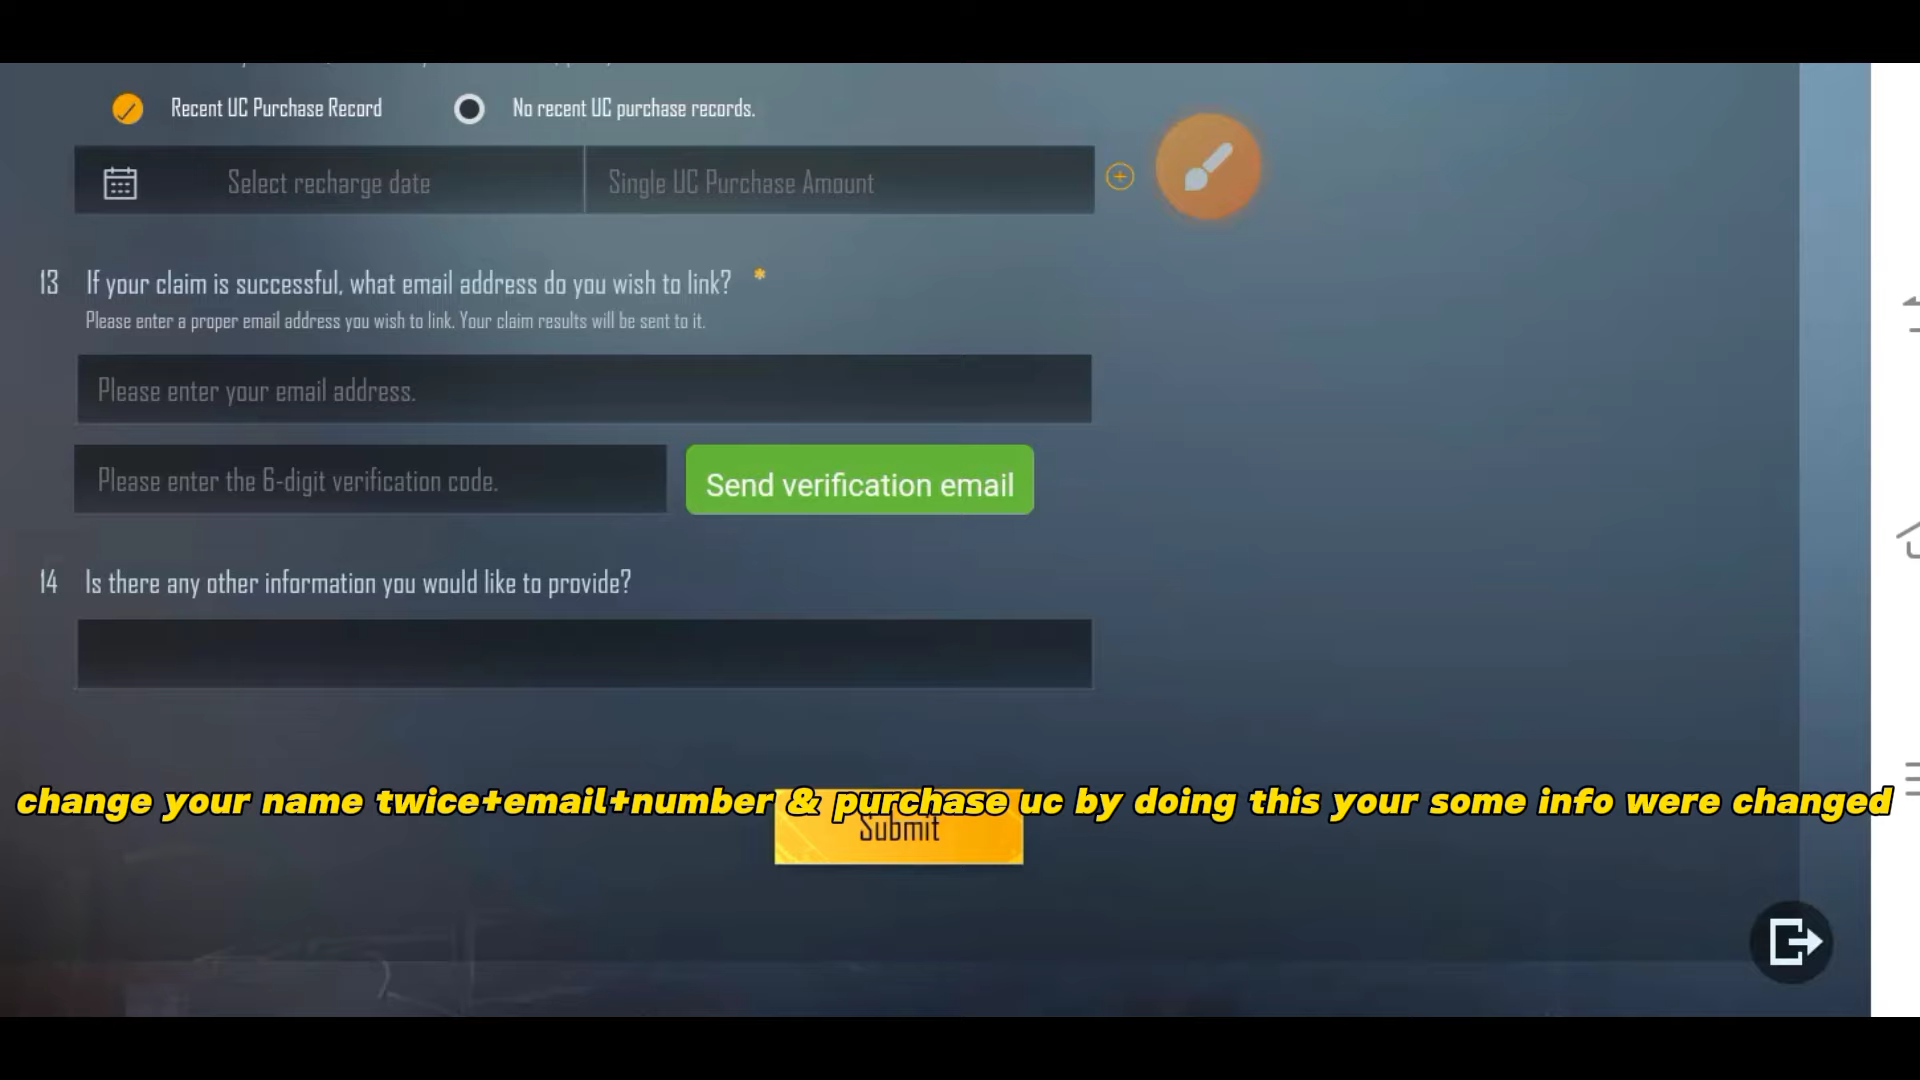 Recent UC Purchase Record No recent UC purchase records.
Select recharge date Single UC Purchase Amount
13 If your claim is successful, what email address do you wish to link? *
Please enter a proper email address you wish to link. Your claim results will be sent to it.
Please enter your email address.
Please enter the 6-digit verification code. Send verification email
14 Is there any other information you would like to provide?
change your name twice+email+number & purchase uc by doing this your some info were changed
Submit